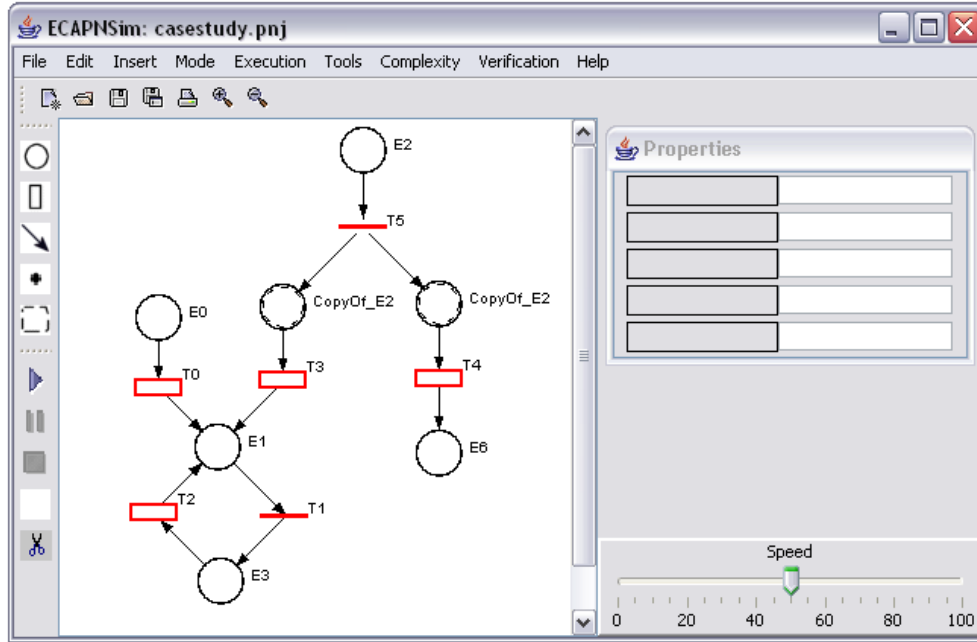 ECAPNSim: casestudy.pnj
File Edit Insert Mode Execution Tools Complexity Verification Help
Properties
E2
T5
CopyOf_E2 CopyOf_E2
E0
T0 T3 T4
E1 E6
T2 T1
E3
Speed
0 20 40 60 80 100